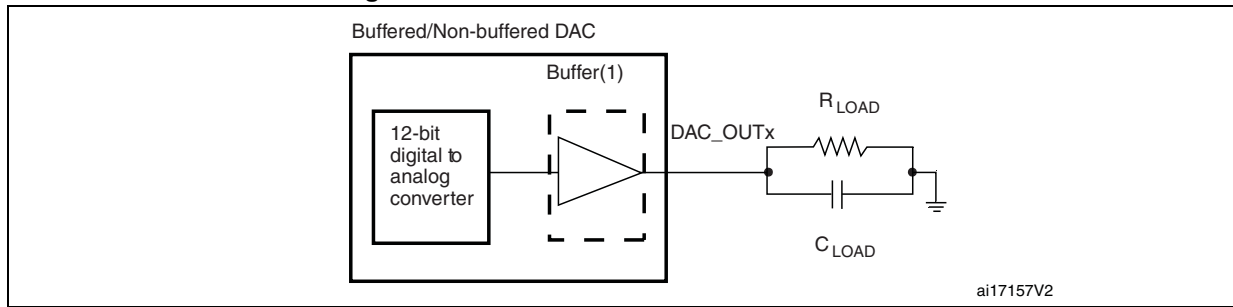 Buffered/Non-buffered DAC
Buffer(1)
12-bit
digital to
analog
converter
DAC_OUTx
R LOAD
C LOAD
ai17157V2